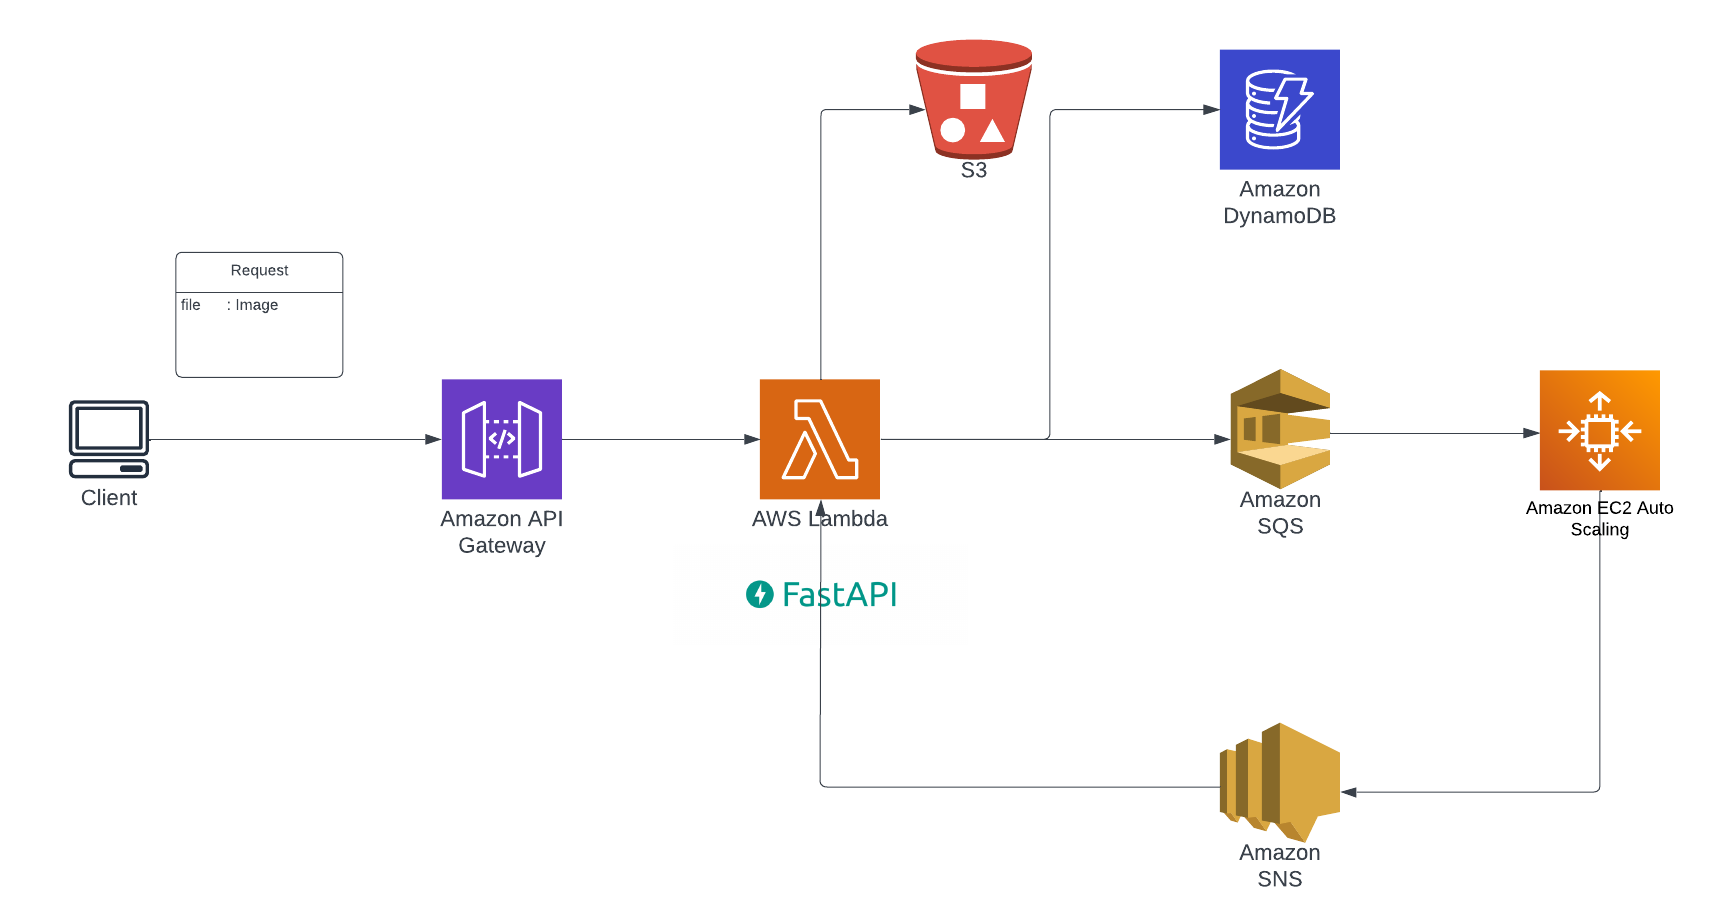 S3
Amazon
DynamoDB
Request
file : Image
Client
Amazon API
Gateway
</>
AWS Lambda
FastAPI
Amazon
SQS
Amazon EC2 Auto
Scaling
Amazon
SNS